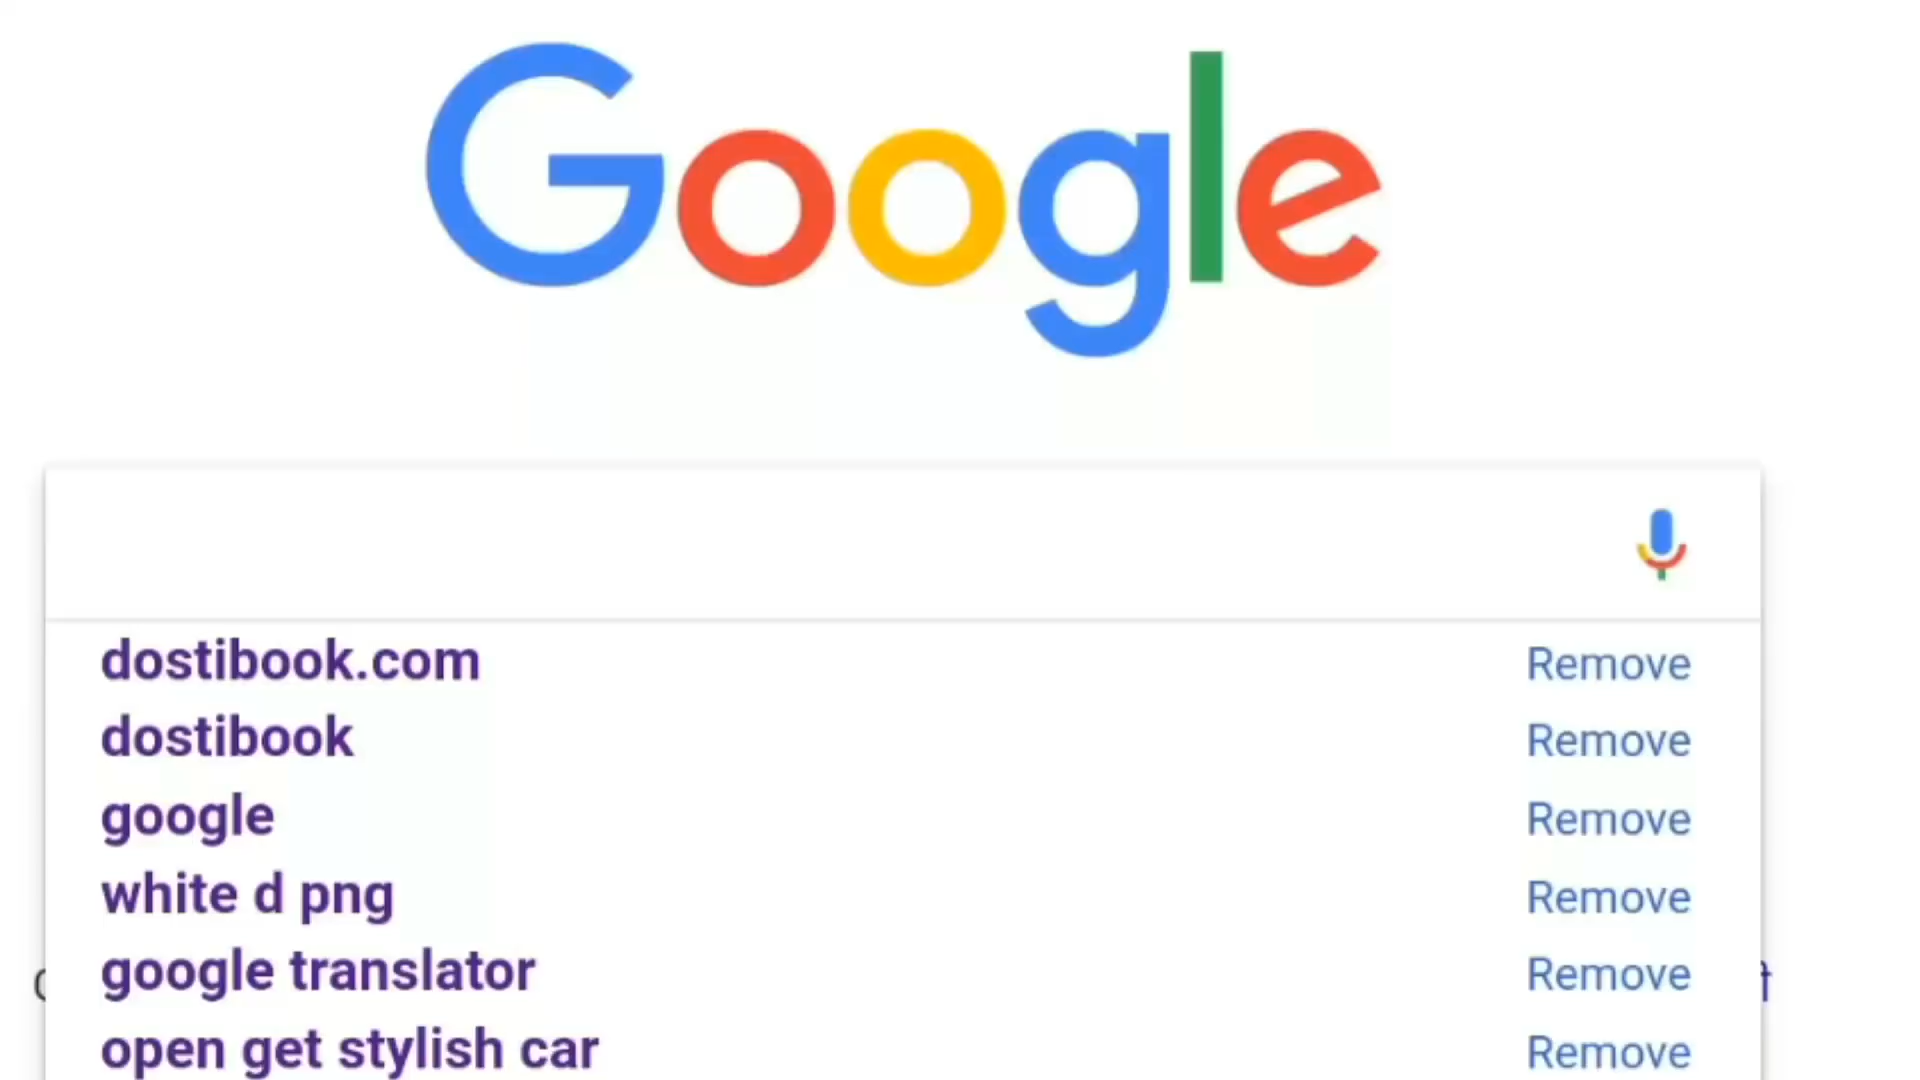 Google
dostibook.com Remove
dostibook Remove
google Remove
white d png Remove
google translator Remove
open get stylish car Remove